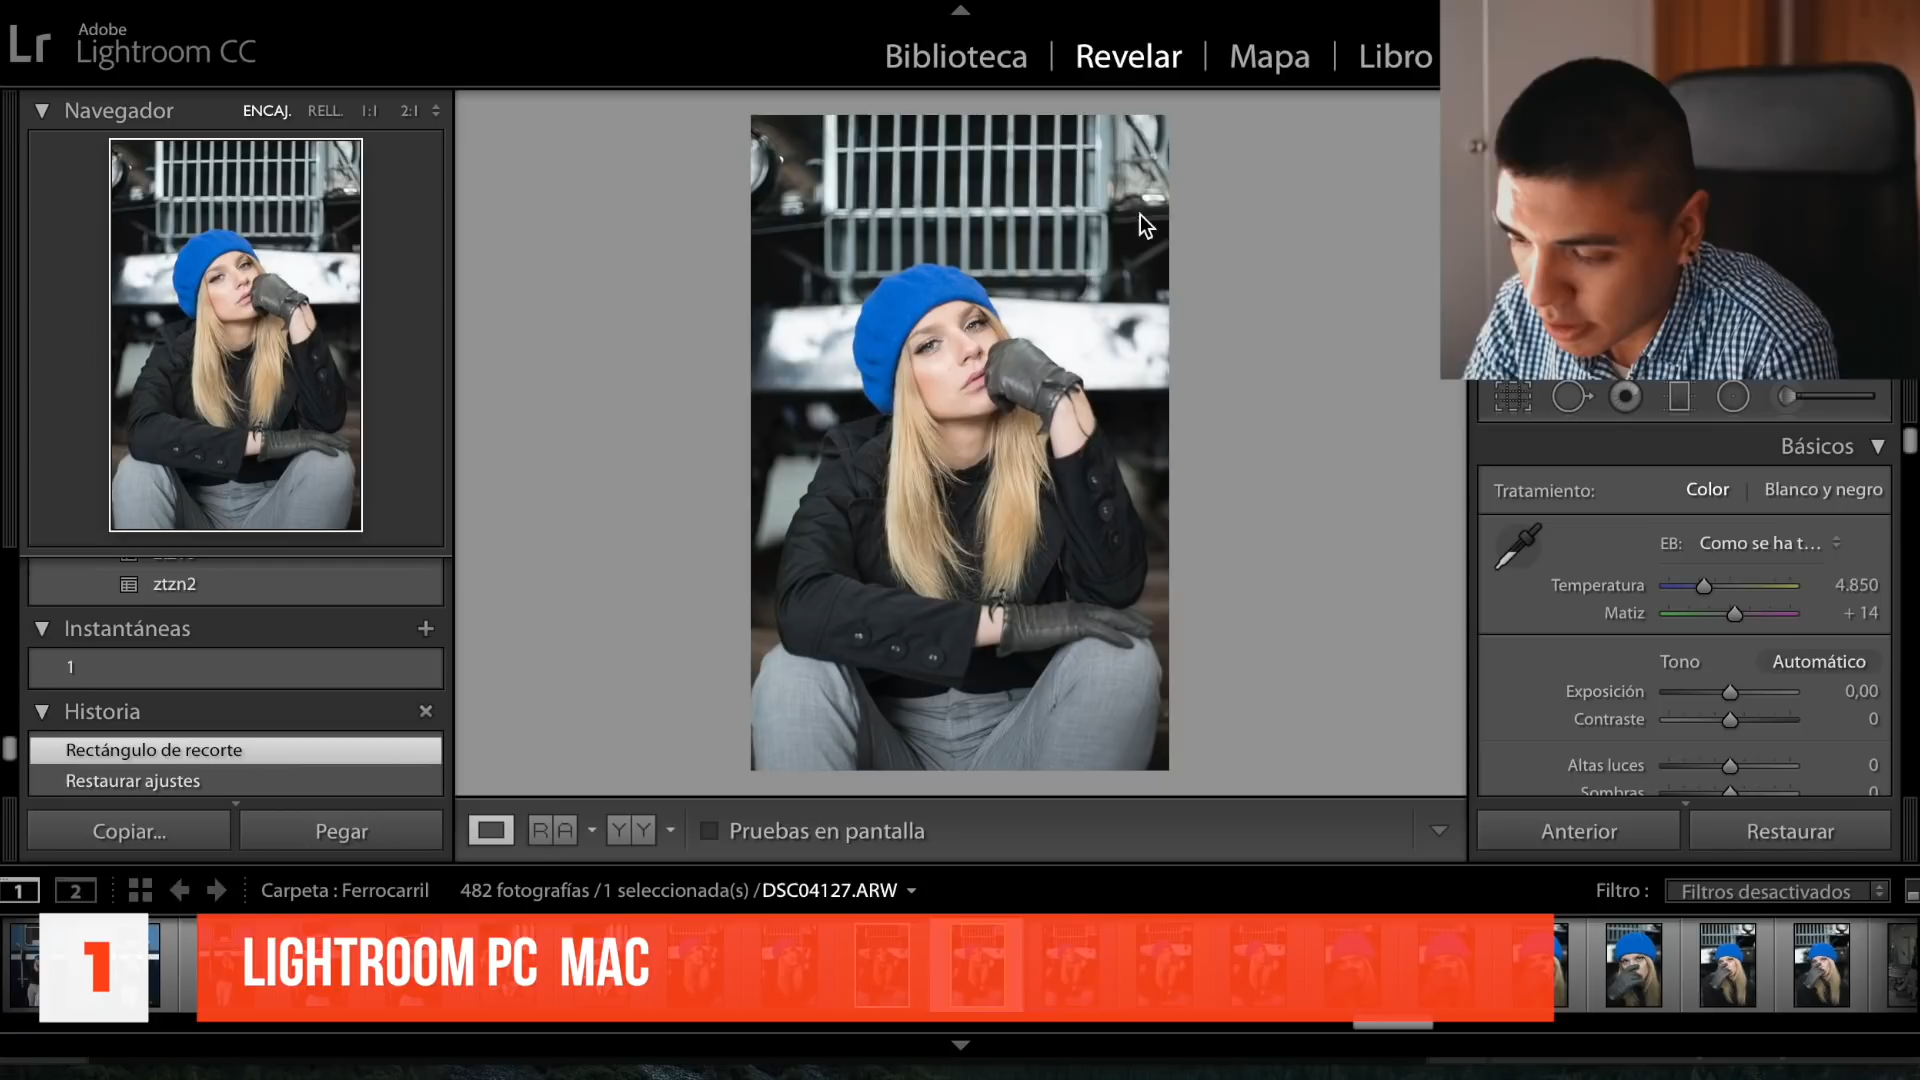 Lr
Adobe
Lightroom CC
Biblioteca | Revelar | Mapa | Libro
Navegador ENCAJ. RELL. 1:1 2:1
ztzn2
Instantáneas +
1
Historia ×
Rectángulo de recorte
Restaurar ajustes
Copiar... Pegar
R A Y Y Pruebas en pantalla
Básicos
Tratamiento: Color | Blanco y negro
EB: Como se ha t...
Temperatura 4.850
Matiz + 14
Tono Automático
Exposición 0,00
Contraste 0
Altas luces 0
Sombras 0
Anterior Restaurar
1 2 Carpeta : Ferrocarril 482 fotografías /1 seleccionada(s) /DSC04127.ARW Filtro : Filtros desactivados
1 LIGHTROOM PC MAC